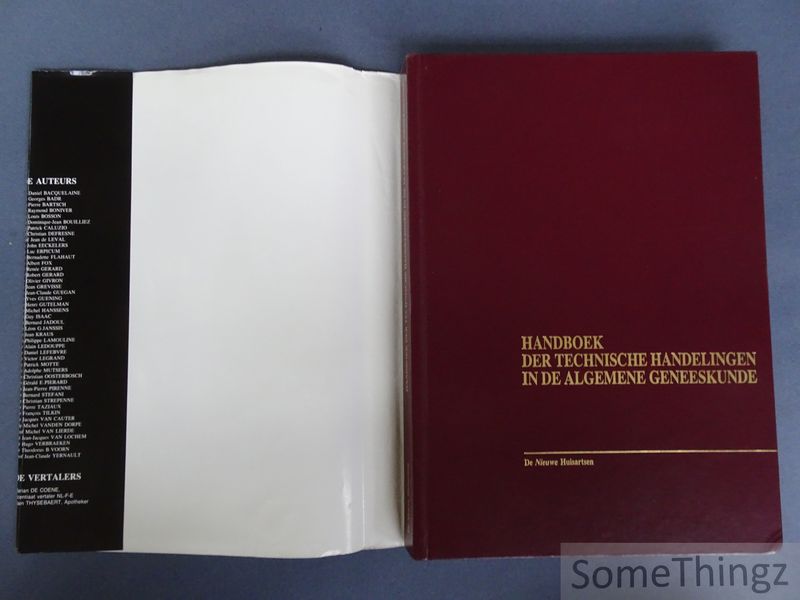 E AUTEURS
Daniel BACQUELAINE
Georges BADR
Pierre BARTSCH
Raymond BONIVER
Louis BOSSON
Dominique-Jean BOUILLIEZ
Patrick CALUZIO
Christian DEFRESNE
Jean de LEVAL
John EECKELERS
Luc ERPICUM
Bernadette FLAHAUT
Albert FOX
Renée GERARD
Robert GERARD
Olivier GIVRON
Jean GREVISSE
Jean-Claude GUEGAN
Yves GUENING
Henri GUTELMAN
Michel HANSSENS
Guy ISAAC
Bernard JADOUL
Léon G.JANSSIS
Jean KRAUS
Philippe LAMOULINE
Alain LEDOUPPE
Daniel LEFEBVRE
Victor LEGRAND
Patrick MOTTE
Adolphe MUTSERS
Christian OOSTERBOSCH
Gérald E.PIERARD
Jean-Pierre PIRENNE
Bernard STEFANI
Christian STREPENNE
Pierre TAZIAUX
François TILKIN
Jacques VAN CAUTER
Michel VANDEN DORPE
Michel VAN LIERDE
Jean-Jacques VAN LOCHEM
Hugo VERBRAEKEN
Theodorus B VOORN
of Jean-Claude YERNAULT
DE VERTALERS
DE COENE,
vertaler NL-F-E
THYSEBAERT, Apotheker
HANDBOEK
DER TECHNISCHE HANDELINGEN
IN DE ALGEMENE GENEESKUNDE
De Nieuwe Huisartsen
SomeThingz